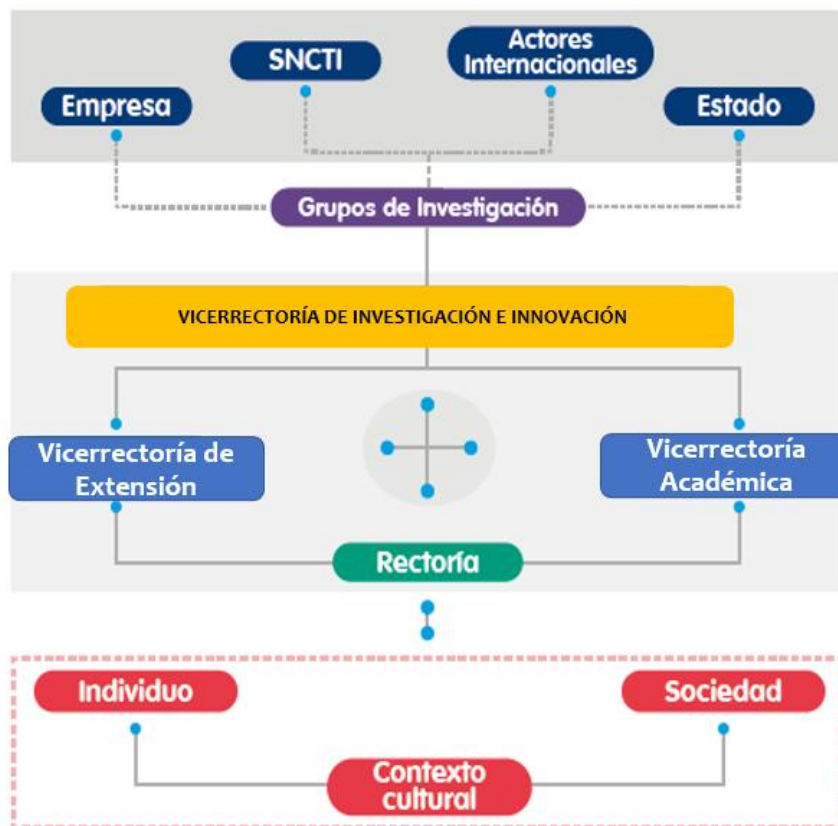 SNCTI
Actores
Internacionales
Empresa
Estado
Grupos de Investigación
VICERRECTORÍA DE INVESTIGACIÓN E INNOVACIÓN
Vicerrectoría de
Extensión
Vicerrectoría
Académica
Rectoría
Individuo
Sociedad
Contexto
cultural